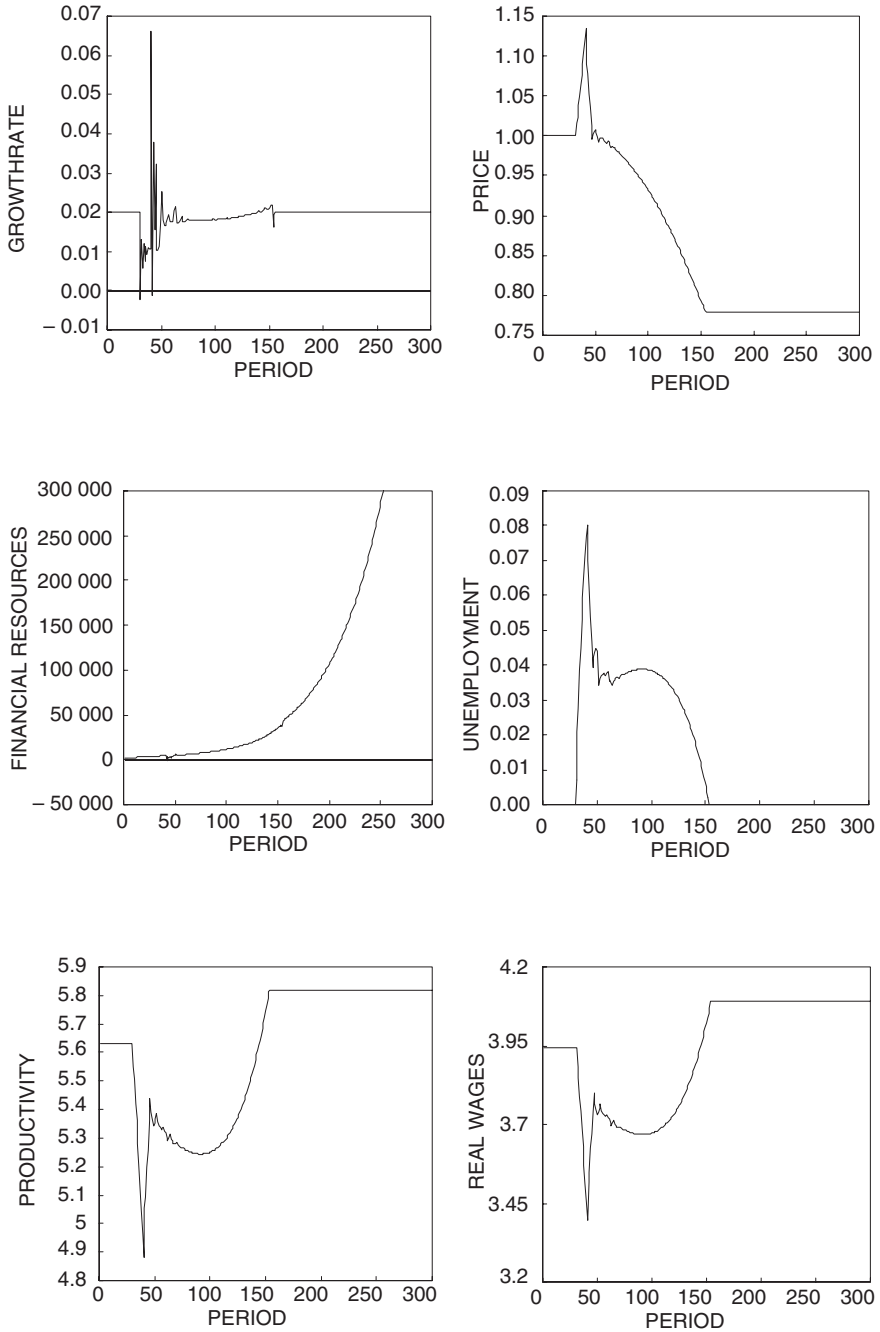 GROWTHRATE
0.07
0.06
0.05
0.04
0.03
0.02
0.01
0.00
– 0.01
0 50 100 150 200 250 300
PERIOD
PRICE
1.15
1.10
1.05
1.00
0.95
0.90
0.85
0.80
0.75
0 50 100 150 200 250 300
PERIOD
FINANCIAL RESOURCES
300 000
250 000
200 000
150 000
100 000
50 000
0
– 50 000
0 50 100 150 200 250 300
PERIOD
UNEMPLOYMENT
0.09
0.08
0.07
0.06
0.05
0.04
0.03
0.02
0.01
0.00
0 50 100 150 200 250 300
PERIOD
PRODUCTIVITY
5.9
5.8
5.7
5.6
5.5
5.4
5.3
5.2
5.1
5
4.9
4.8
0 50 100 150 200 250 300
PERIOD
REAL WAGES
4.2
3.95
3.7
3.45
3.2
0 50 100 150 200 250 300
PERIOD